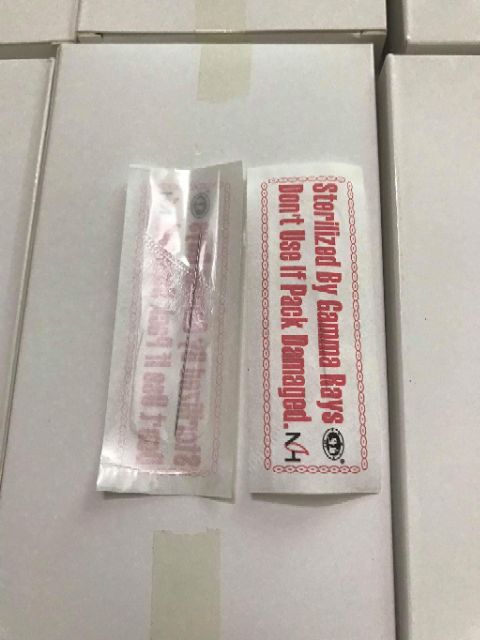 Sterilized By Gamma Rays
Don't Use If Pack Damaged.